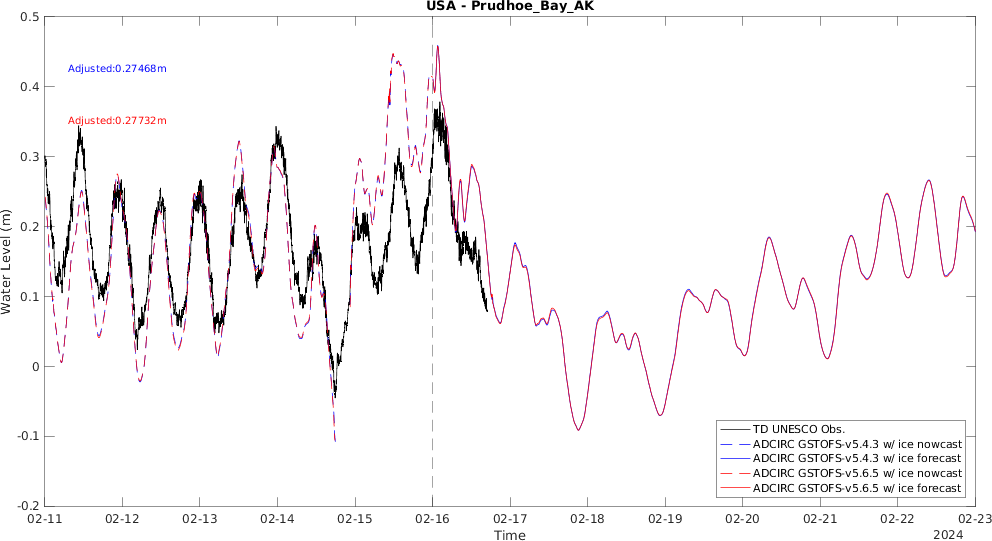 USA - Prudhoe_Bay_AK
0.5
Adjusted:0.27468m
0.4
Adjusted:0.27732m
0.3
0.2
0.1
0
-0.1
-0.2
Water Level (m)
TD UNESCO Obs.
ADCIRC GSTOFS-v5.4.3 w/ ice nowcast
ADCIRC GSTOFS-v5.4.3 w/ ice forecast
ADCIRC GSTOFS-v5.6.5 w/ ice nowcast
ADCIRC GSTOFS-v5.6.5 w/ ice forecast
02-11 02-12 02-13 02-14 02-15 02-16 02-17 02-18 02-19 02-20 02-21 02-22 02-23
Time
2024